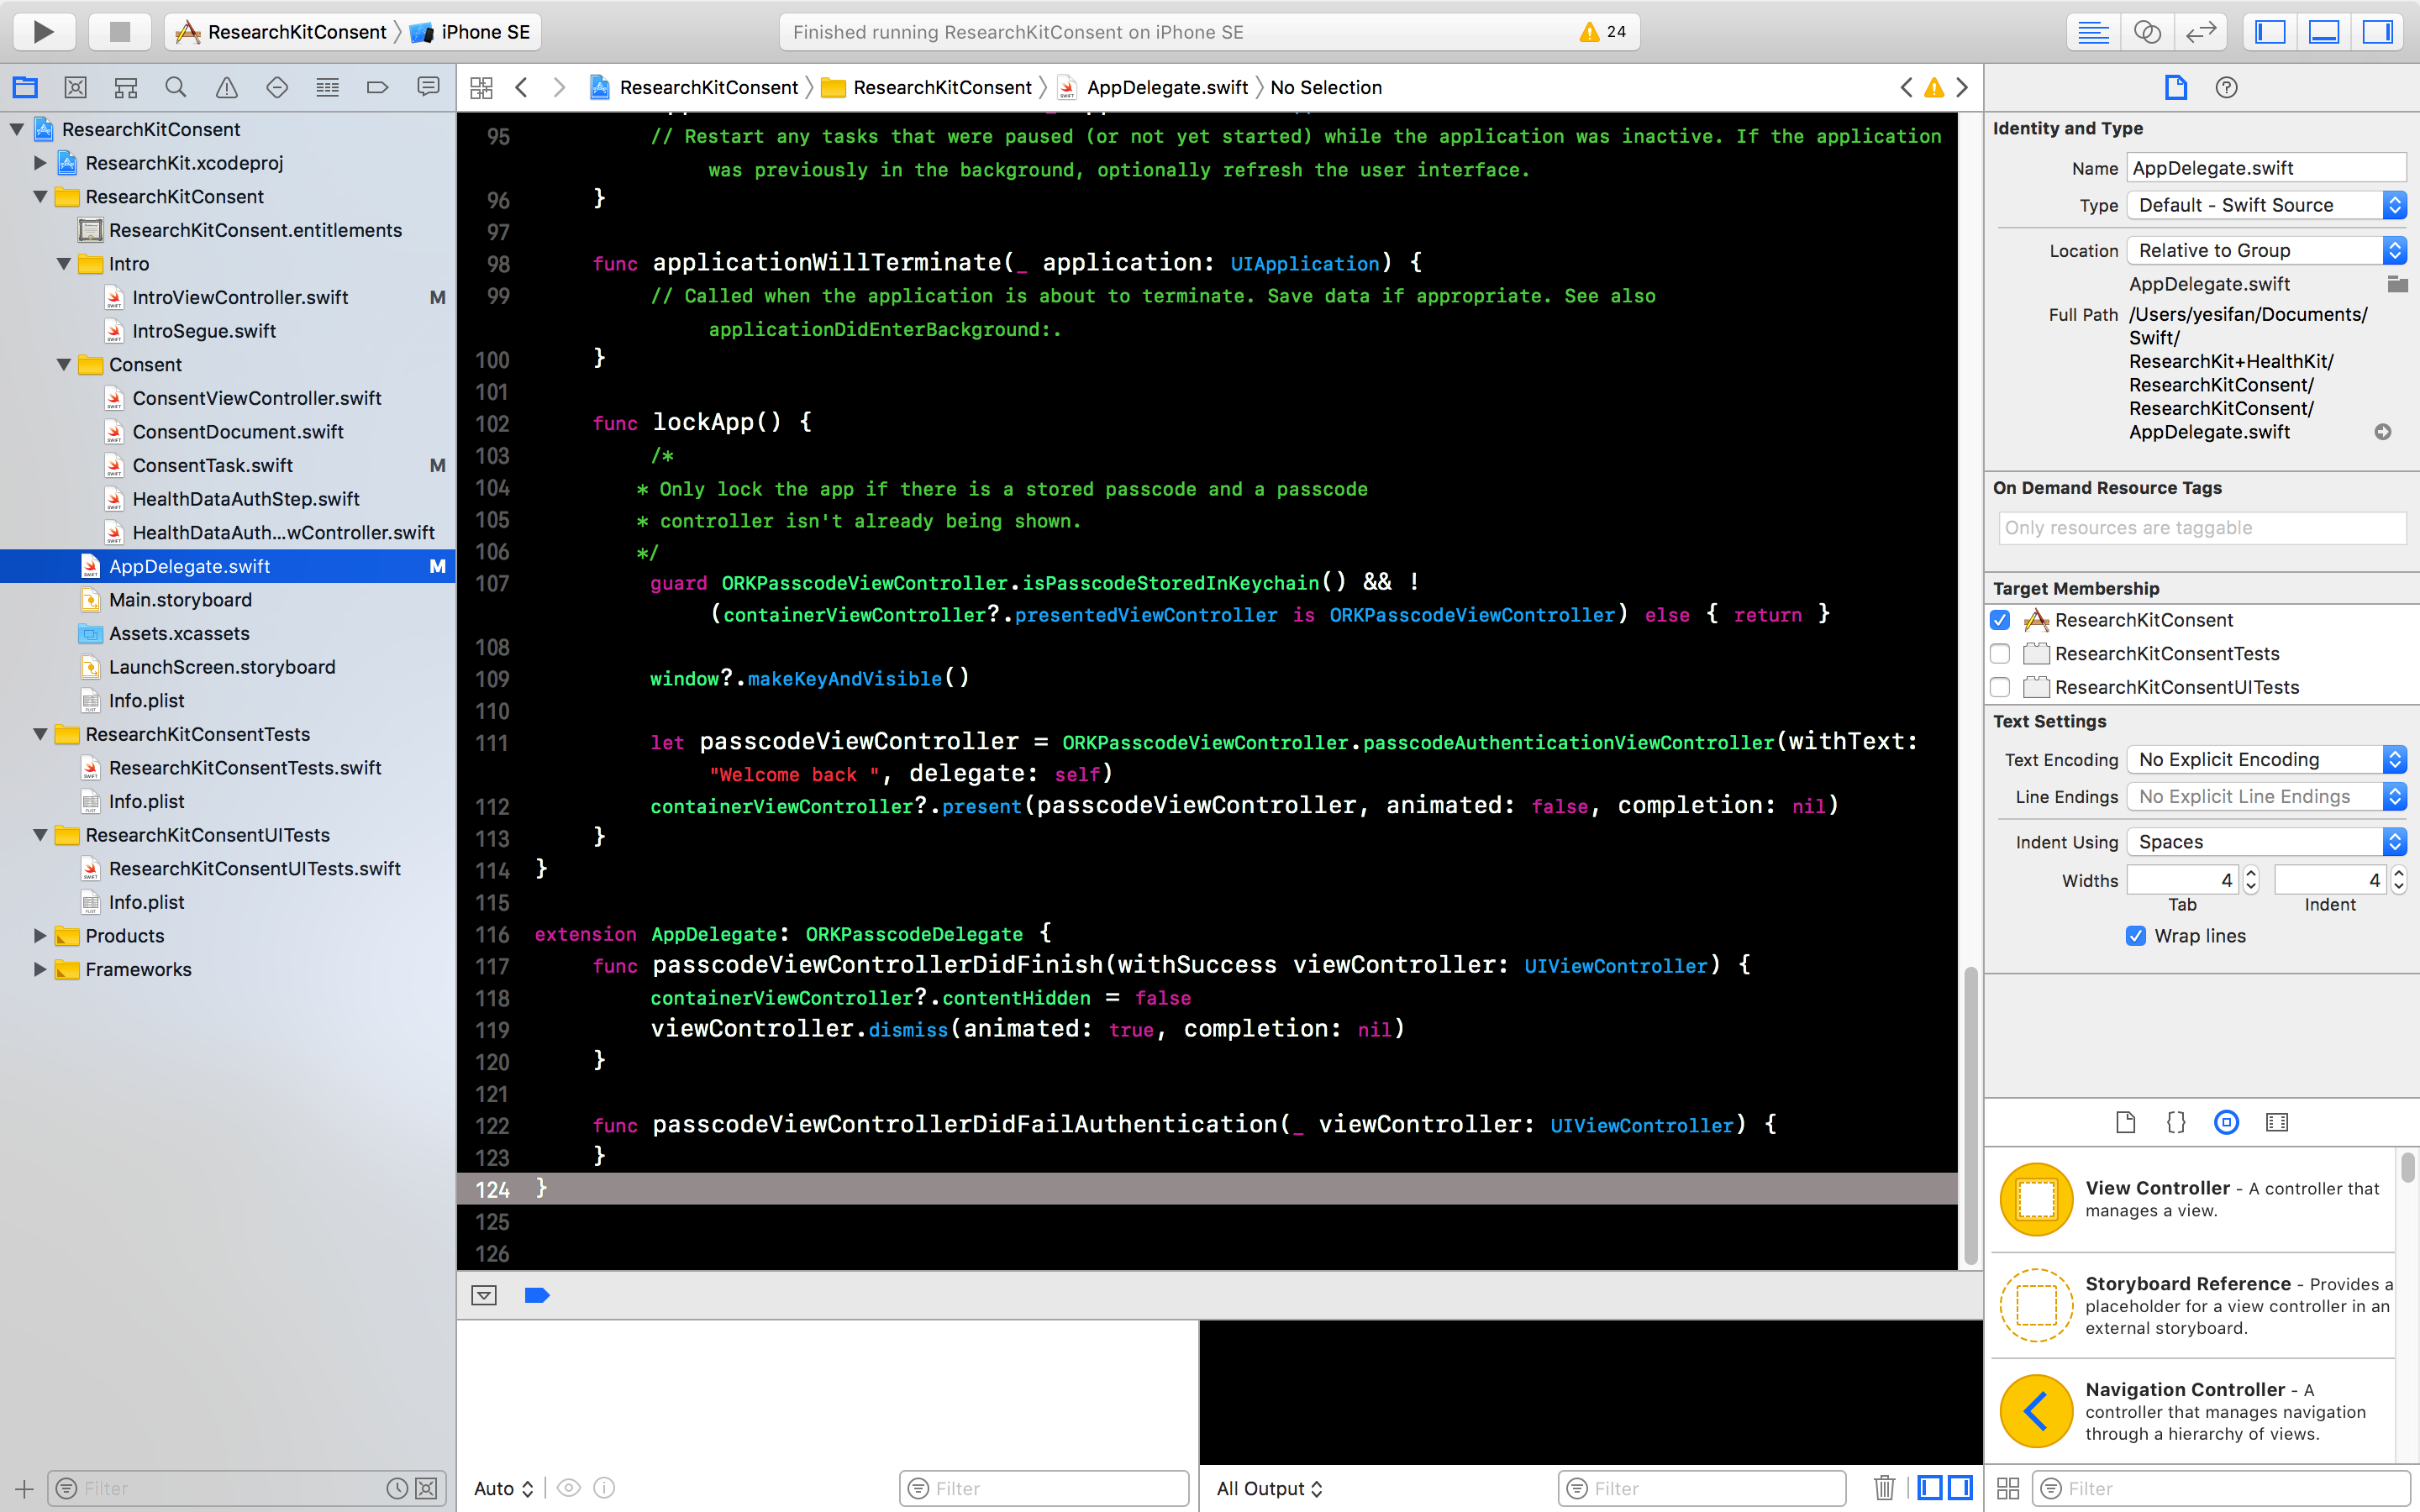 ResearchKitConsent iPhone SE
Finished running ResearchKitConsent on iPhone SE 24
ResearchKitConsent ResearchKitConsent AppDelegate.swift No Selection
ResearchKitConsent
ResearchKit.xcodeproj
ResearchKitConsent
ResearchKitConsent.entitlements
Intro
IntroViewController.swift M
IntroSegue.swift
Consent
ConsentViewController.swift
ConsentDocument.swift
ConsentTask.swift M
HealthDataAuthStep.swift
HealthDataAuth...wController.swift
AppDelegate.swift M
Main.storyboard
Assets.xcassets
LaunchScreen.storyboard
Info.plist
ResearchKitConsentTests
ResearchKitConsentTests.swift
Info.plist
ResearchKitConsentUITests
ResearchKitConsentUITests.swift
Info.plist
Products
Frameworks
Filter
95 // Restart any tasks that were paused (or not yet started) while the application was inactive. If the application
was previously in the background, optionally refresh the user interface.
96 }
97
98 func applicationWillTerminate(_ application: UIApplication) {
99 // Called when the application is about to terminate. Save data if appropriate. See also
applicationDidEnterBackground:.
100 }
101
102 func lockApp() {
103 /*
104 * Only lock the app if there is a stored passcode and a passcode
105 * controller isn't already being shown.
106 */
107 guard ORKPasscodeViewController.isPasscodeStoredInKeychain() && !
(containerViewController?.presentedViewController is ORKPasscodeViewController) else { return }
108
109 window?.makeKeyAndVisible()
110
111 let passcodeViewController = ORKPasscodeViewController.passcodeAuthenticationViewController(withText:
"Welcome back ", delegate: self)
112 containerViewController?.present(passcodeViewController, animated: false, completion: nil)
113 }
114 }
115
116 extension AppDelegate: ORKPasscodeDelegate {
117 func passcodeViewControllerDidFinish(withSuccess viewController: UIViewController) {
118 containerViewController?.contentHidden = false
119 viewController.dismiss(animated: true, completion: nil)
120 }
121
122 func passcodeViewControllerDidFailAuthentication(_ viewController: UIViewController) {
123 }
124 }
125
126
Auto
Filter
All Output
Filter
Identity and Type
Name AppDelegate.swift
Type Default - Swift Source
Location Relative to Group
AppDelegate.swift
Full Path /Users/yesifan/Documents/
Swift/
ResearchKit+HealthKit/
ResearchKitConsent/
ResearchKitConsent/
AppDelegate.swift
On Demand Resource Tags
Only resources are taggable
Target Membership
ResearchKitConsent
ResearchKitConsentTests
ResearchKitConsentUITests
Text Settings
Text Encoding No Explicit Encoding
Line Endings No Explicit Line Endings
Indent Using Spaces
Widths 4 4
Tab Indent
Wrap lines
View Controller - A controller that
manages a view.
Storyboard Reference - Provides a
placeholder for a view controller in an
external storyboard.
Navigation Controller - A
controller that manages navigation
through a hierarchy of views.
Filter